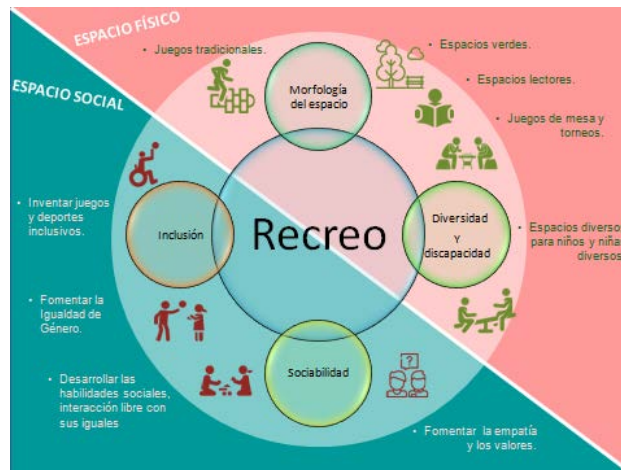 ESPACIO FÍSICO
ESPACIO SOCIAL
• Juegos tradicionales.
• Espacios verdes.
• Espacios lectores.
• Juegos de mesa y
torneos.
Morfología
del espacio
Recreo
Diversidad
Y
discapacidad
• Espacios diverso
para niños y niña
diversos
Inclusión
• Inventar juegos
y deportes
inclusivos.
• Fomentar la
Igualdad de
Género.
• Desarrollar las
habilidades sociales,
interacción libre con
sus iguales
Sociabilidad
?
• Fomentar la empatía
y los valores.